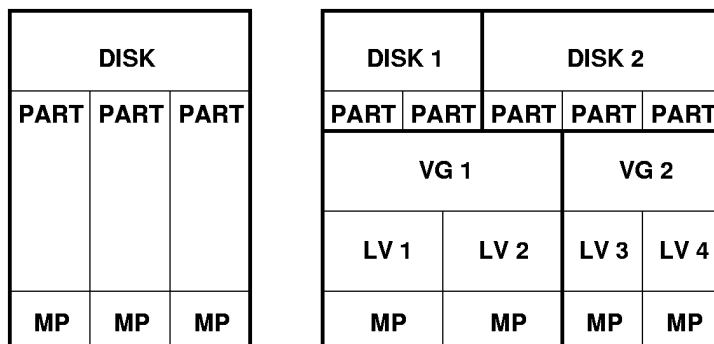 DISK
PART PART PART
MP MP MP
DISK 1 DISK 2
PART PART PART PART PART
VG 1 VG 2
LV 1 LV 2 LV 3 LV 4
MP MP MP MP